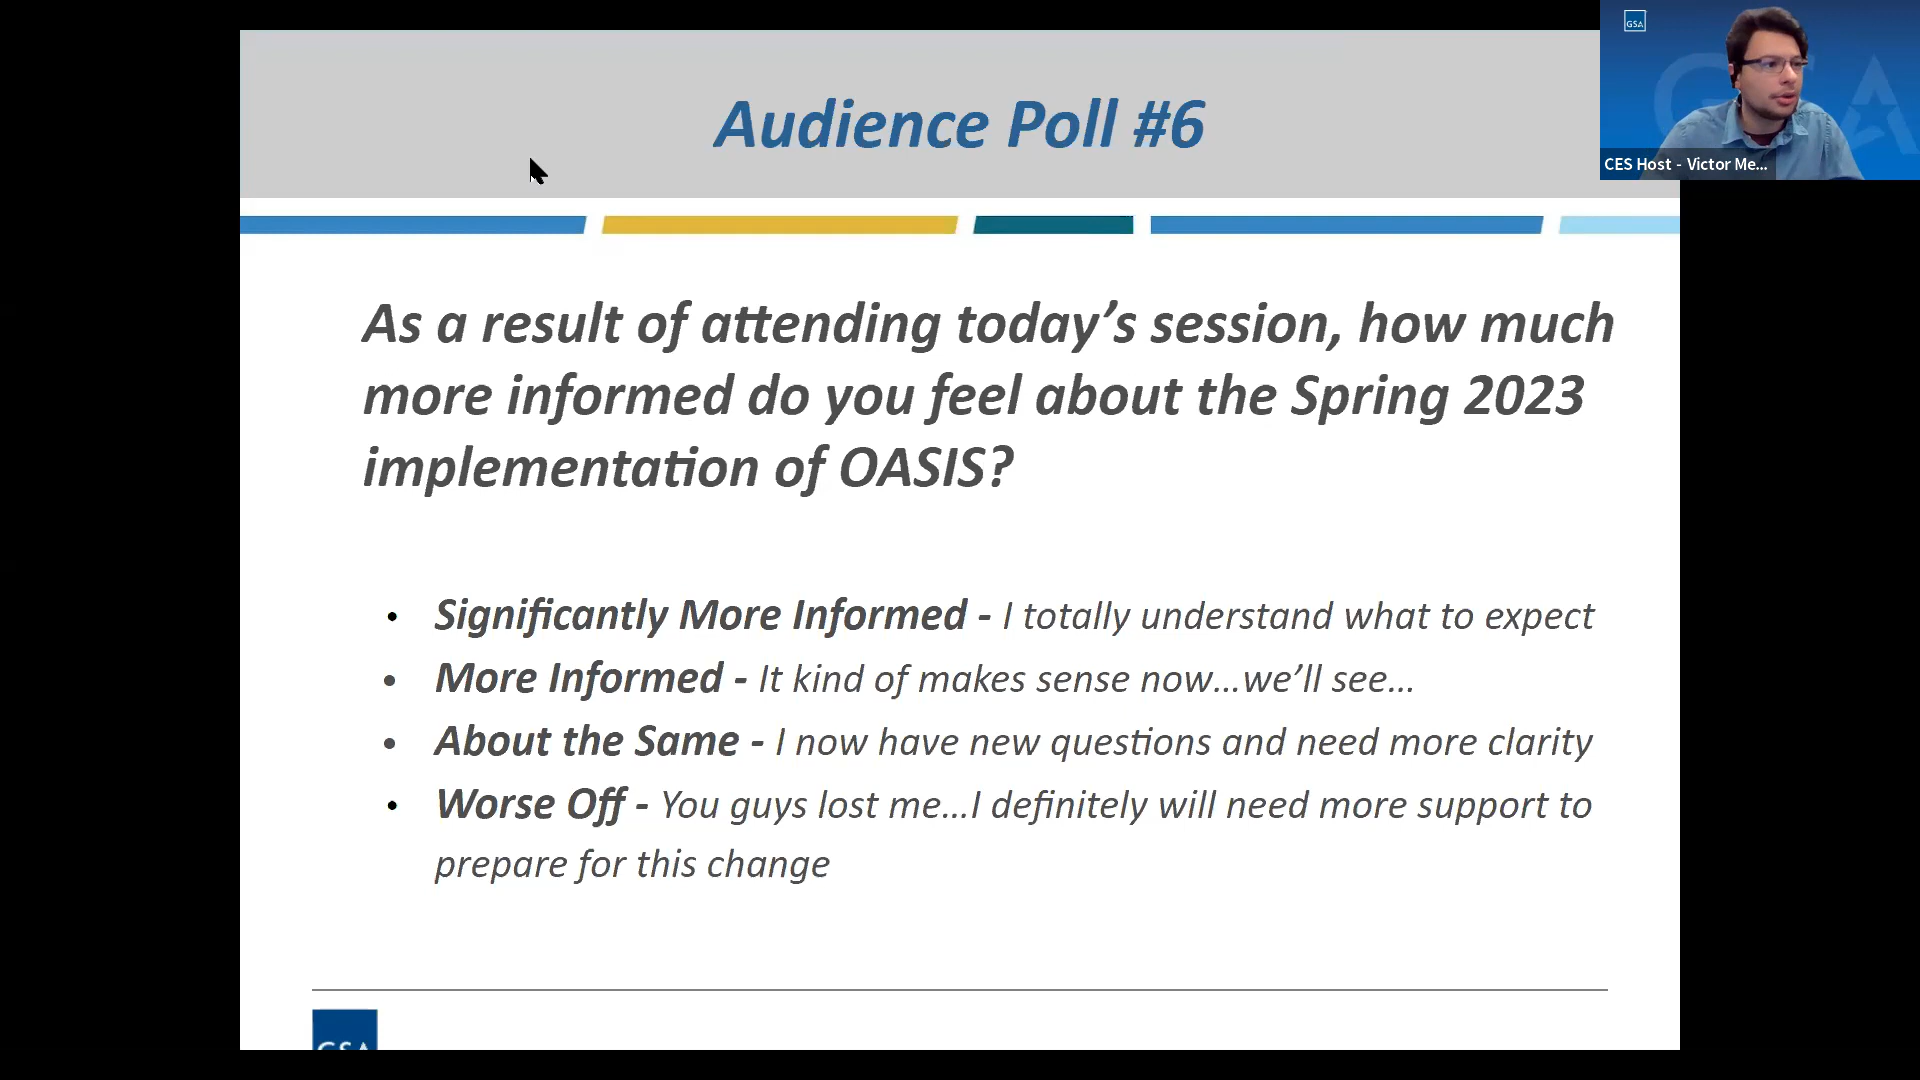 Audience Poll #6
GSA
CES Host - Victor Me...
As a result of attending today’s session, how much
more informed do you feel about the Spring 2023
implementation of OASIS?
• Significantly More Informed - I totally understand what to expect
• More Informed - It kind of makes sense now…we’ll see…
• About the Same - I now have new questions and need more clarity
• Worse Off - You guys lost me…I definitely will need more support to
prepare for this change
GSA